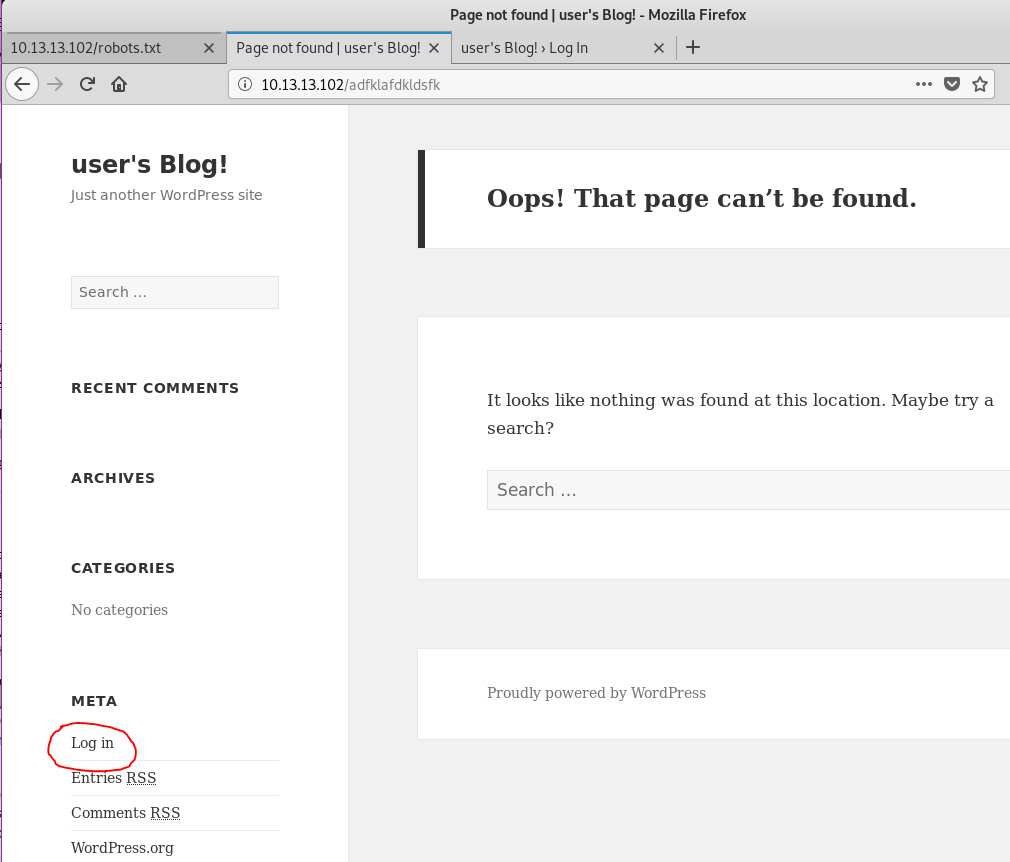 Page not found | user's Blog! - Mozilla Firefox
10.13.13.102/robots.txt
Page not found | user's Blog!
user's Blog! › Log In
10.13.13.102/adfklafdkldsfk
user's Blog!
Just another WordPress site
Search ...
RECENT COMMENTS
ARCHIVES
CATEGORIES
No categories
META
Log in
Entries RSS
Comments RSS
WordPress.org
Oops! That page can’t be found.
It looks like nothing was found at this location. Maybe try a
search?
Search ...
Proudly powered by WordPress